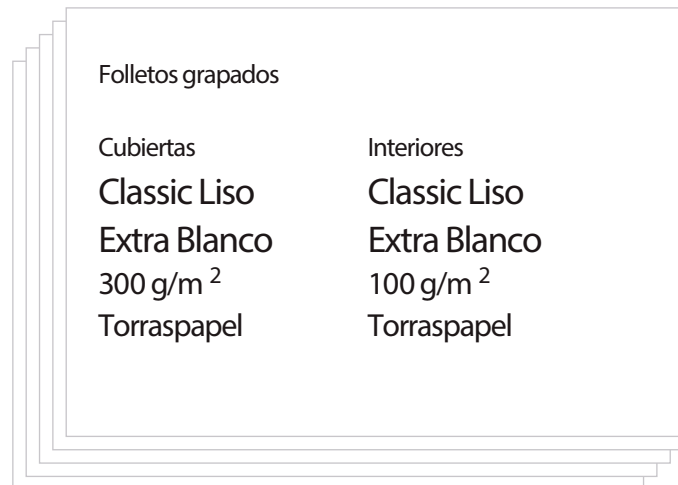 Folletos grapados
Cubiertas
Classic Liso
Extra Blanco
300 g/m ²
Torraspapel
Interiores
Classic Liso
Extra Blanco
100 g/m ²
Torraspapel